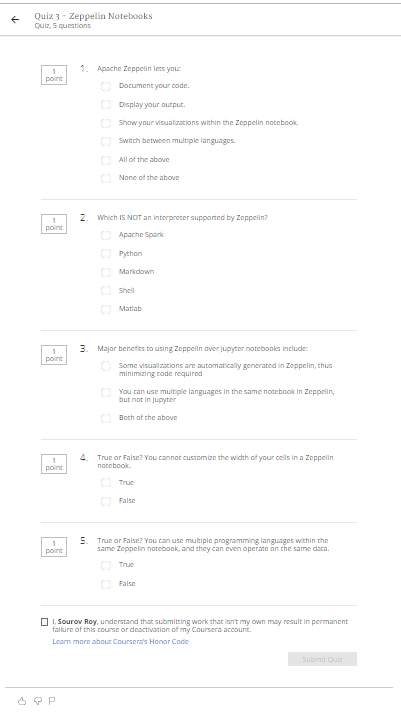 Quiz 3 - Zeppelin Notebooks
Quiz, 5 questions
1
point
1. Apache Zeppelin lets you:
Document your code.
Display your output.
Show your visualizations within the Zeppelin notebook.
Switch between multiple languages.
All of the above
None of the above
1
point
2. Which IS NOT an interpreter supported by Zeppelin?
Apache Spark
Python
Markdown
Shell
Matlab
1
point
3. Major benefits to using Zeppelin over Jupyter notebooks include:
Some visualizations are automatically generated in Zeppelin, thus
minimizing code required
You can use multiple languages in the same notebook in Zeppelin,
but not in Jupyter
Both of the above
1
point
4. True or False? You cannot customize the width of your cells in a Zeppelin
notebook.
True
False
1
point
5. True or False? You can use multiple programming languages within the
same Zeppelin notebook, and they can even operate on the same data.
True
False
I, Sourov Roy, understand that submitting work that isn't my own may result in permanent
failure of this course or deactivation of my Coursera account.
Learn more about Coursera's Honor Code
Submit Quiz